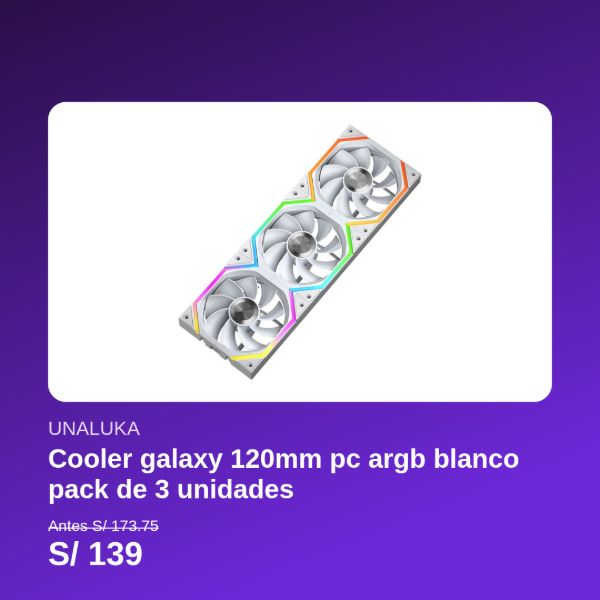 UNALUKA
Cooler galaxy 120mm pc argb blanco
pack de 3 unidades
Antes S/ 173.75
S/ 139